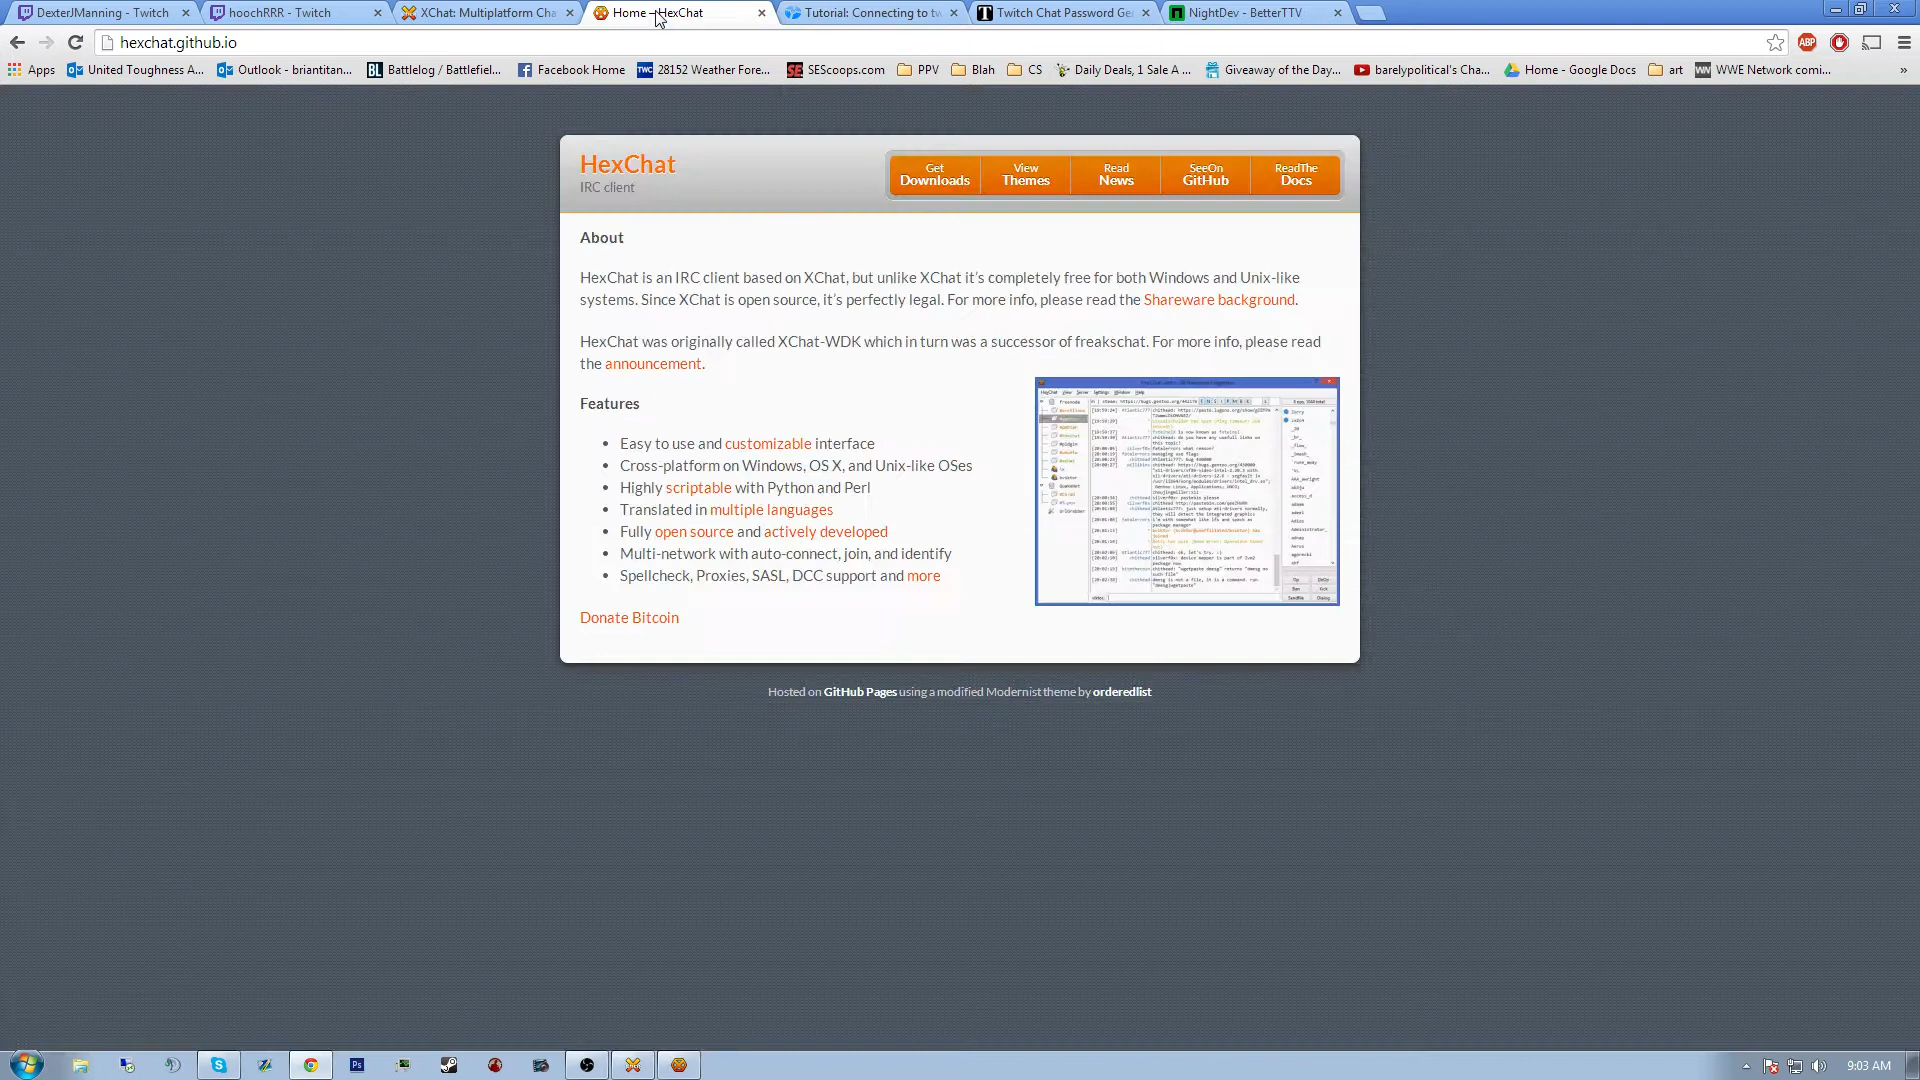 DexterJManning - Twitch
hoochRRR - Twitch
XChat: Multiplatform Cha
Home - HexChat
Tutorial: Connecting to tw
Twitch Chat Password Ge
NightDev - BetterTTV
hexchat.github.io
ABP
Apps
United Toughness A...
Outlook - briantitan...
BL Battlelog / Battlefiel...
Facebook Home
TWC 28152 Weather Fore...
SE SEScoops.com
PPV
Blah
CS
Daily Deals, 1 Sale A ...
Giveaway of the Day...
barelypolitical's Cha...
Home - Google Docs
art
WWE Network comi...
»
HexChat
IRC client
Get Downloads
View Themes
Read News
SeeOn GitHub
ReadThe Docs
About
HexChat is an IRC client based on XChat, but unlike XChat it's completely free for both Windows and Unix-like
systems. Since XChat is open source, it's perfectly legal. For more info, please read the Shareware background.
HexChat was originally called XChat-WDK which in turn was a successor of freakschat. For more info, please read
the announcement.
Features
• Easy to use and customizable interface
• Cross-platform on Windows, OS X, and Unix-like OSes
• Highly scriptable with Python and Perl
• Translated in multiple languages
• Fully open source and actively developed
• Multi-network with auto-connect, join, and identify
• Spellcheck, Proxies, SASL, DCC support and more
Donate Bitcoin
Hosted on GitHub Pages using a modified Modernist theme by orderedlist
Ps
9:03 AM